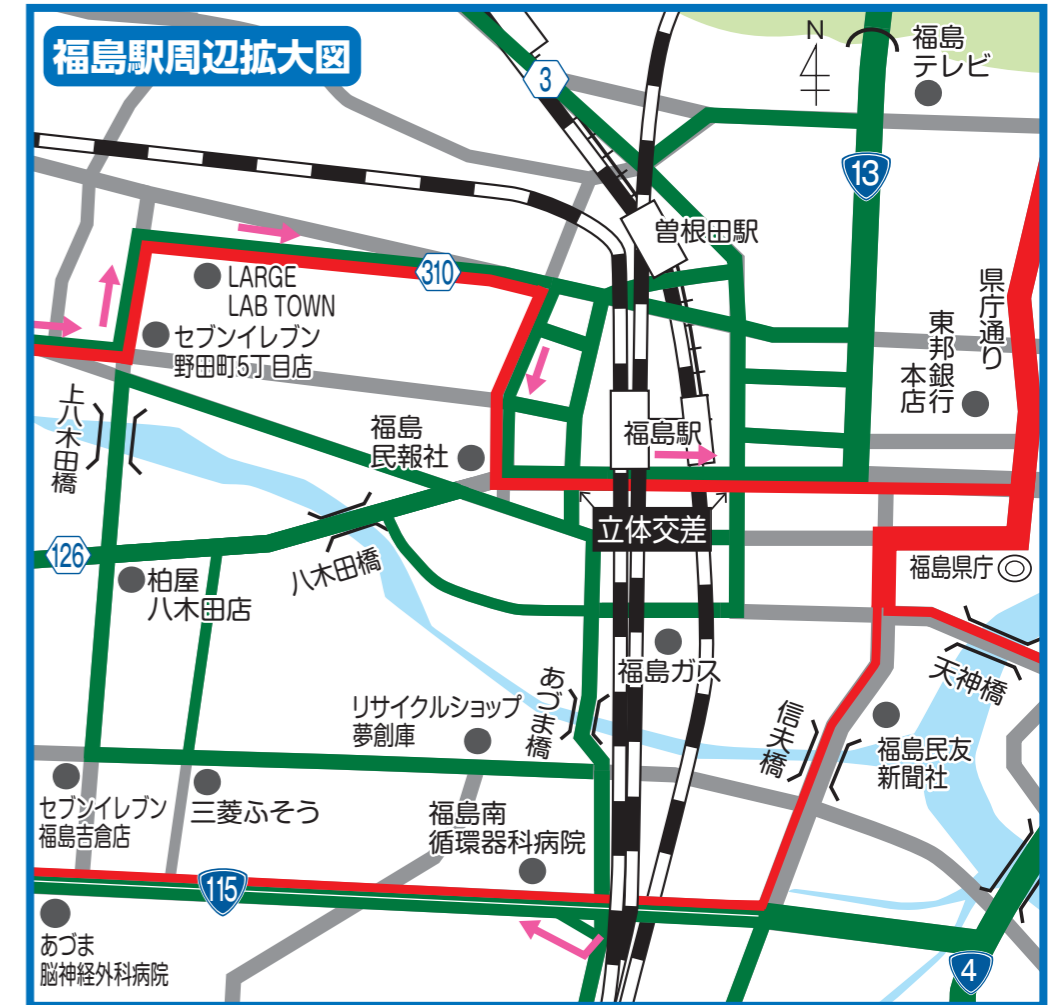 福島駅周辺拡大図
N
福島
テレビ
3
13
曽根田駅
310
LARGE
LAB TOWN
セブンイレブン
野田町5丁目店
県庁通り
東邦銀行
本店
上八木田橋
福島
民報社
福島駅
立体交差
126
八木田橋
柏屋
八木田店
福島県庁
福島ガス
天神橋
あづま橋
リサイクルショップ
夢創庫
信夫橋
福島民友
新聞社
セブンイレブン
福島吉倉店
三菱ふそう
福島南
循環器科病院
115
あづま
脳神経外科病院
4